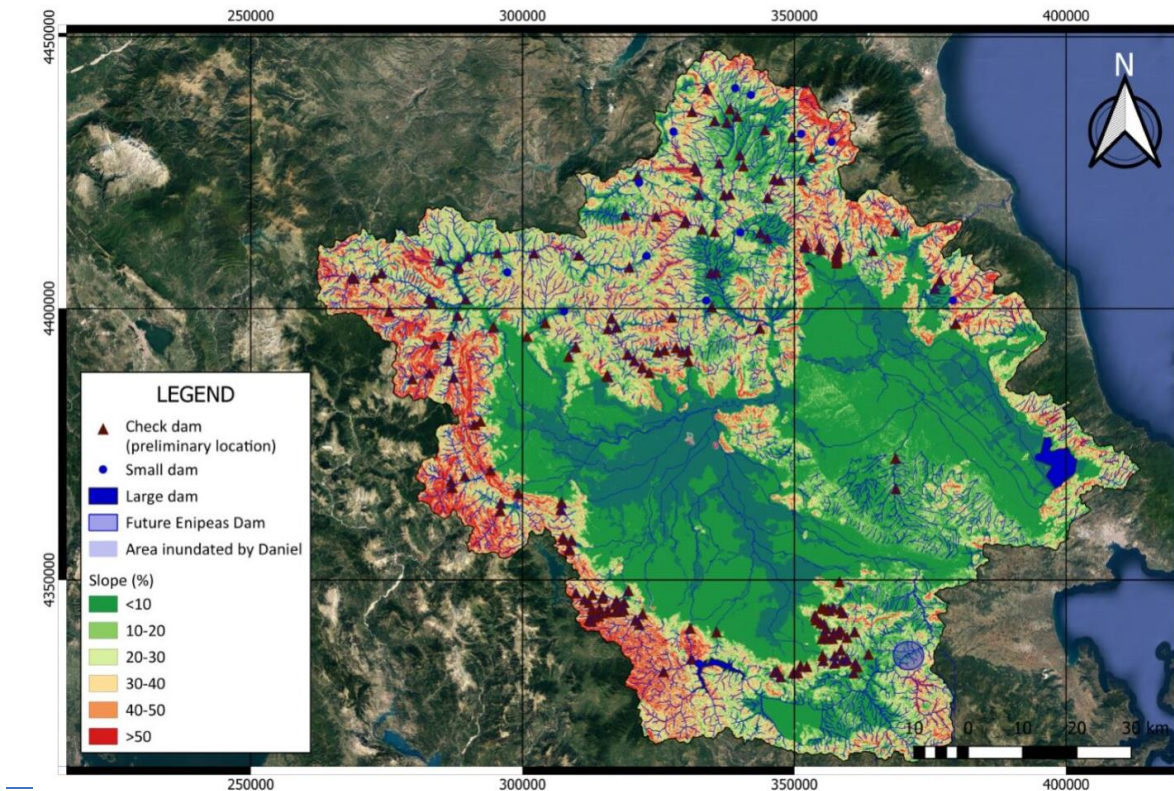 250000 300000 350000 400000
4450000
N
4400000
4350000
LEGEND
Check dam
(preliminary location)
Small dam
Large dam
Future Enipeas Dam
Area inundated by Daniel
Slope (%)
<10
10-20
20-30
30-40
40-50
>50
10 0 10 20 30 km
250000 300000 350000 400000